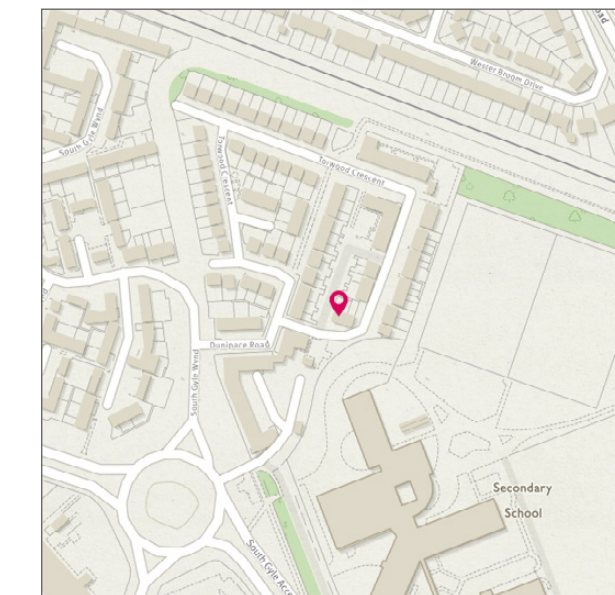 Wester Broom Drive
South Gyle Wynd
Torwood Crescent
Torwood Crescent
Dunipace Road
South Gyle Wynd
Secondary
School
South Gyle Acce